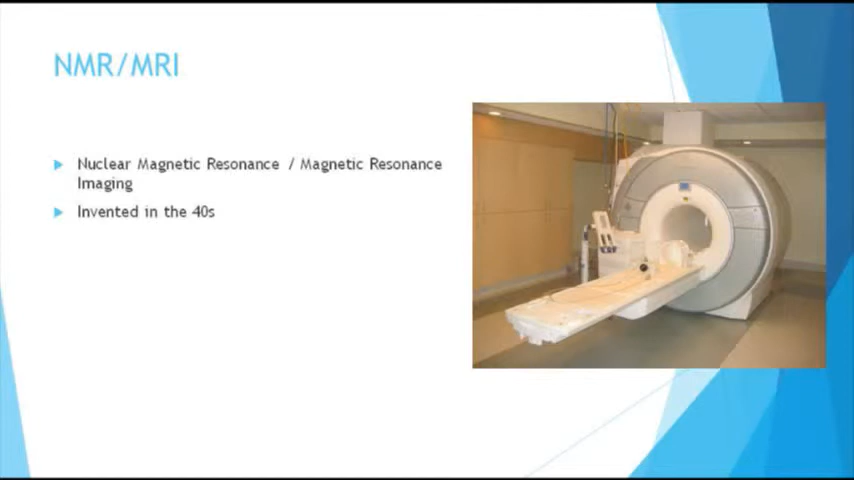 NMR/MRI
Nuclear Magnetic Resonance / Magnetic Resonance
Imaging
Invented in the 40s